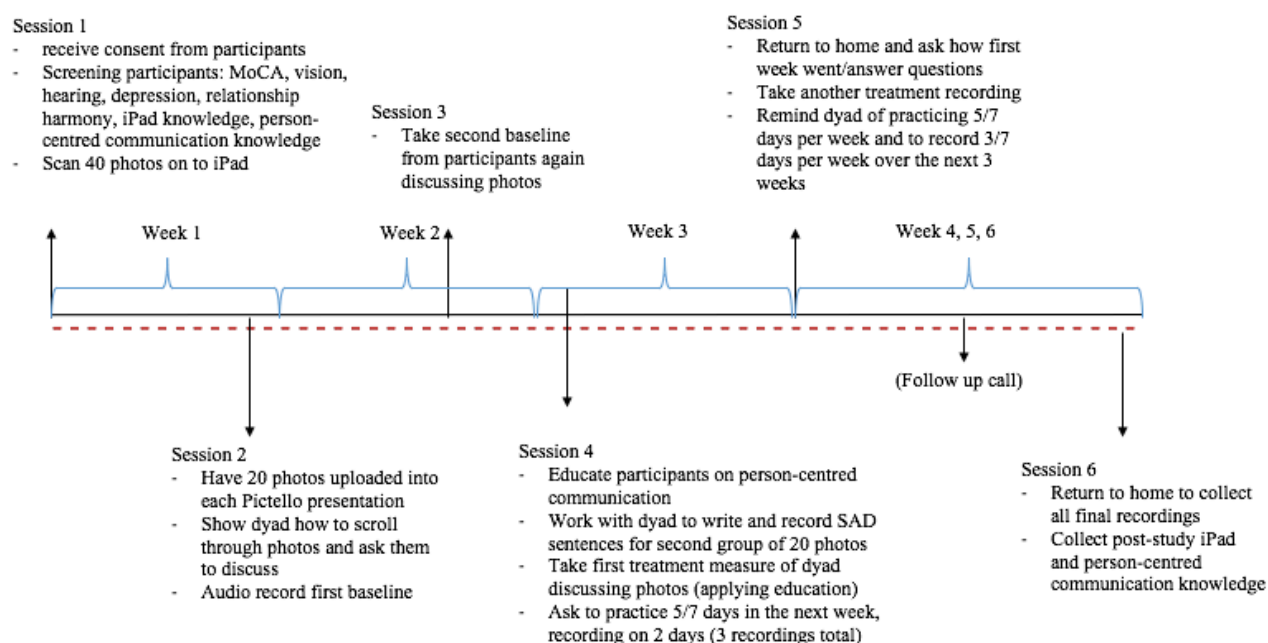 Session 1
- receive consent from participants
- Screening participants: MoCA, vision,
hearing, depression, relationship
harmony, iPad knowledge, person-
centred communication knowledge
- Scan 40 photos on to iPad
Session 3
- Take second baseline
from participants again
discussing photos
Session 5
- Return to home and ask how first
week went/answer questions
- Take another treatment recording
- Remind dyad of practicing 5/7
days per week and to record 3/7
days per week over the next 3
weeks
Week 1
Week 2
Week 3
Week 4, 5, 6
(Follow up call)
Session 2
- Have 20 photos uploaded into
each Pictello presentation
- Show dyad how to scroll
through photos and ask them
to discuss
- Audio record first baseline
Session 4
- Educate participants on person-centred
communication
- Work with dyad to write and record SAD
sentences for second group of 20 photos
- Take first treatment measure of dyad
discussing photos (applying education)
- Ask to practice 5/7 days in the next week,
recording on 2 days (3 recordings total)
Session 6
- Return to home to collect
all final recordings
- Collect post-study iPad
and person-centred
communication knowledge